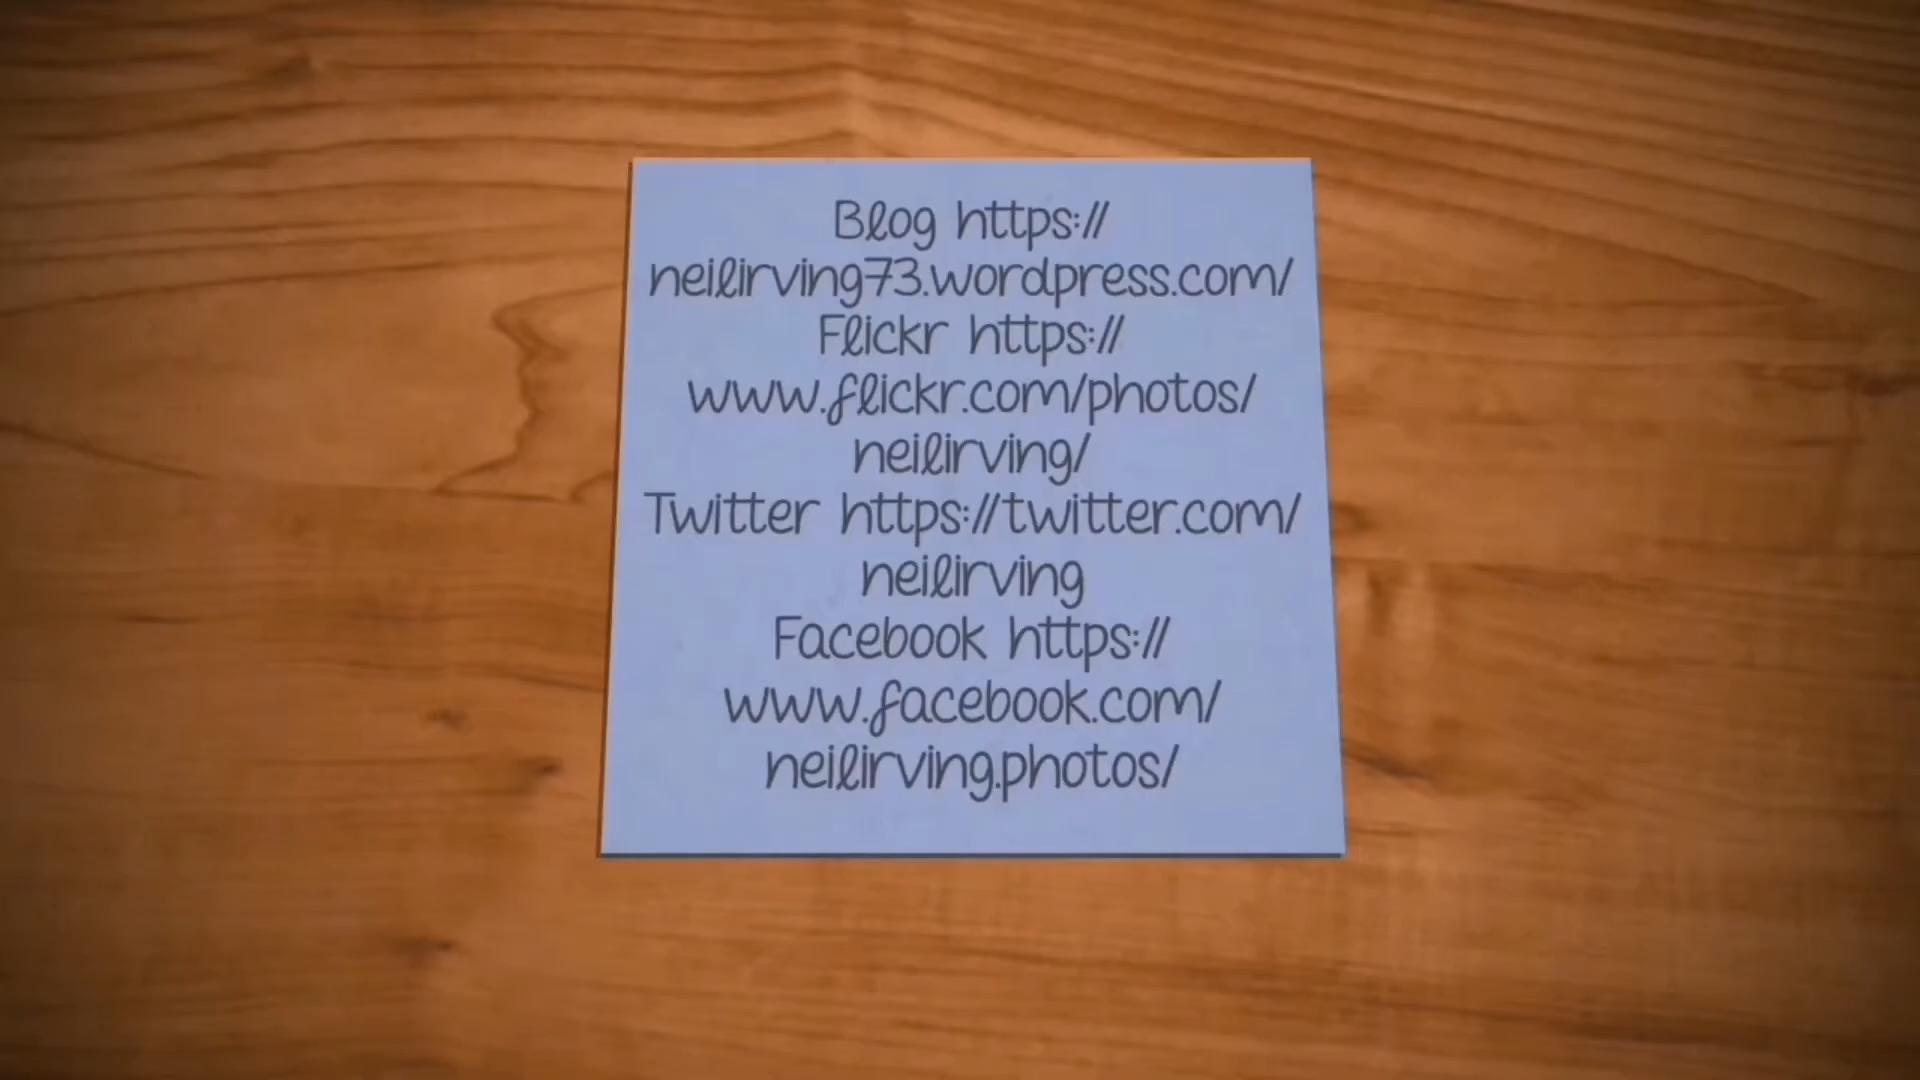 Blog https://
neilirving73.wordpress.com/
Flickr https://
www.flickr.com/photos/
neilirving/
Twitter https://twitter.com/
neilirving
Facebook https://
www.facebook.com/
neilirving.photos/